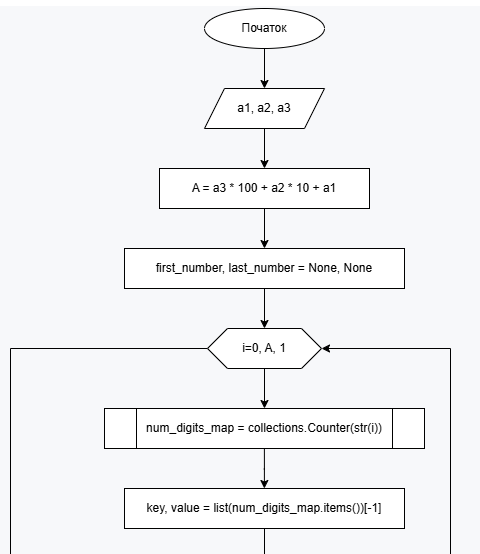 Початок
a1, a2, a3
A = a3 * 100 + a2 * 10 + a1
first_number, last_number = None, None
i=0, A, 1
num_digits_map = collections.Counter(str(i))
key, value = list(num_digits_map.items())[-1]